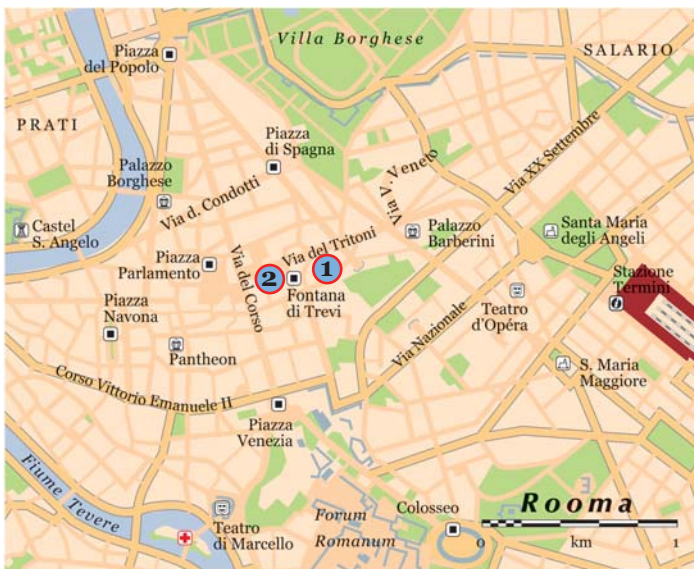 Villa Borghese
SALARIO
Piazza
del Popolo
PRATI
Piazza
di Spagna
Via XX Settembre
Palazzo
Borghese
Via V. Veneto
Via d. Condotti
Castel
S. Angelo
Palazzo
Barberini
Santa Maria
degli Angeli
Via del Tritoni
Piazza
Parlamento
Via del Corso
2
1
Fontana
di Trevi
Stazione
Termini
Piazza
Navona
Teatro
d'Opéra
Via Nazionale
Pantheon
S. Maria
Maggiore
Corso Vittorio Emanuele II
Piazza
Venezia
Fiume Tevere
Teatro
di Marcello
Forum
Romanum
Colosseo
Rooma
0 km 1